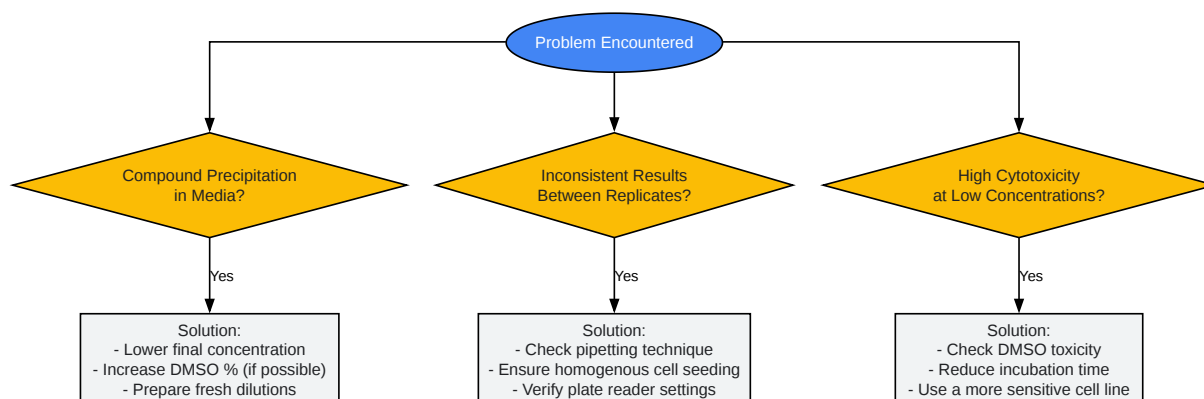 Problem Encountered
Compound Precipitation
in Media?
Inconsistent Results
Between Replicates?
High Cytotoxicity
at Low Concentrations?
Yes
Yes
Yes
Solution:
- Lower final concentration
- Increase DMSO % (if possible)
- Prepare fresh dilutions
Solution:
- Check pipetting technique
- Ensure homogenous cell seeding
- Verify plate reader settings
Solution:
- Check DMSO toxicity
- Reduce incubation time
- Use a more sensitive cell line